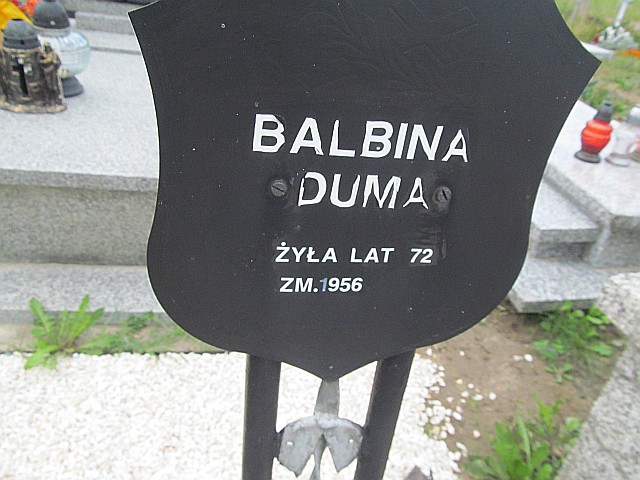 BALBINA
DUMA
ŻYŁA LAT 72
ZM.1956